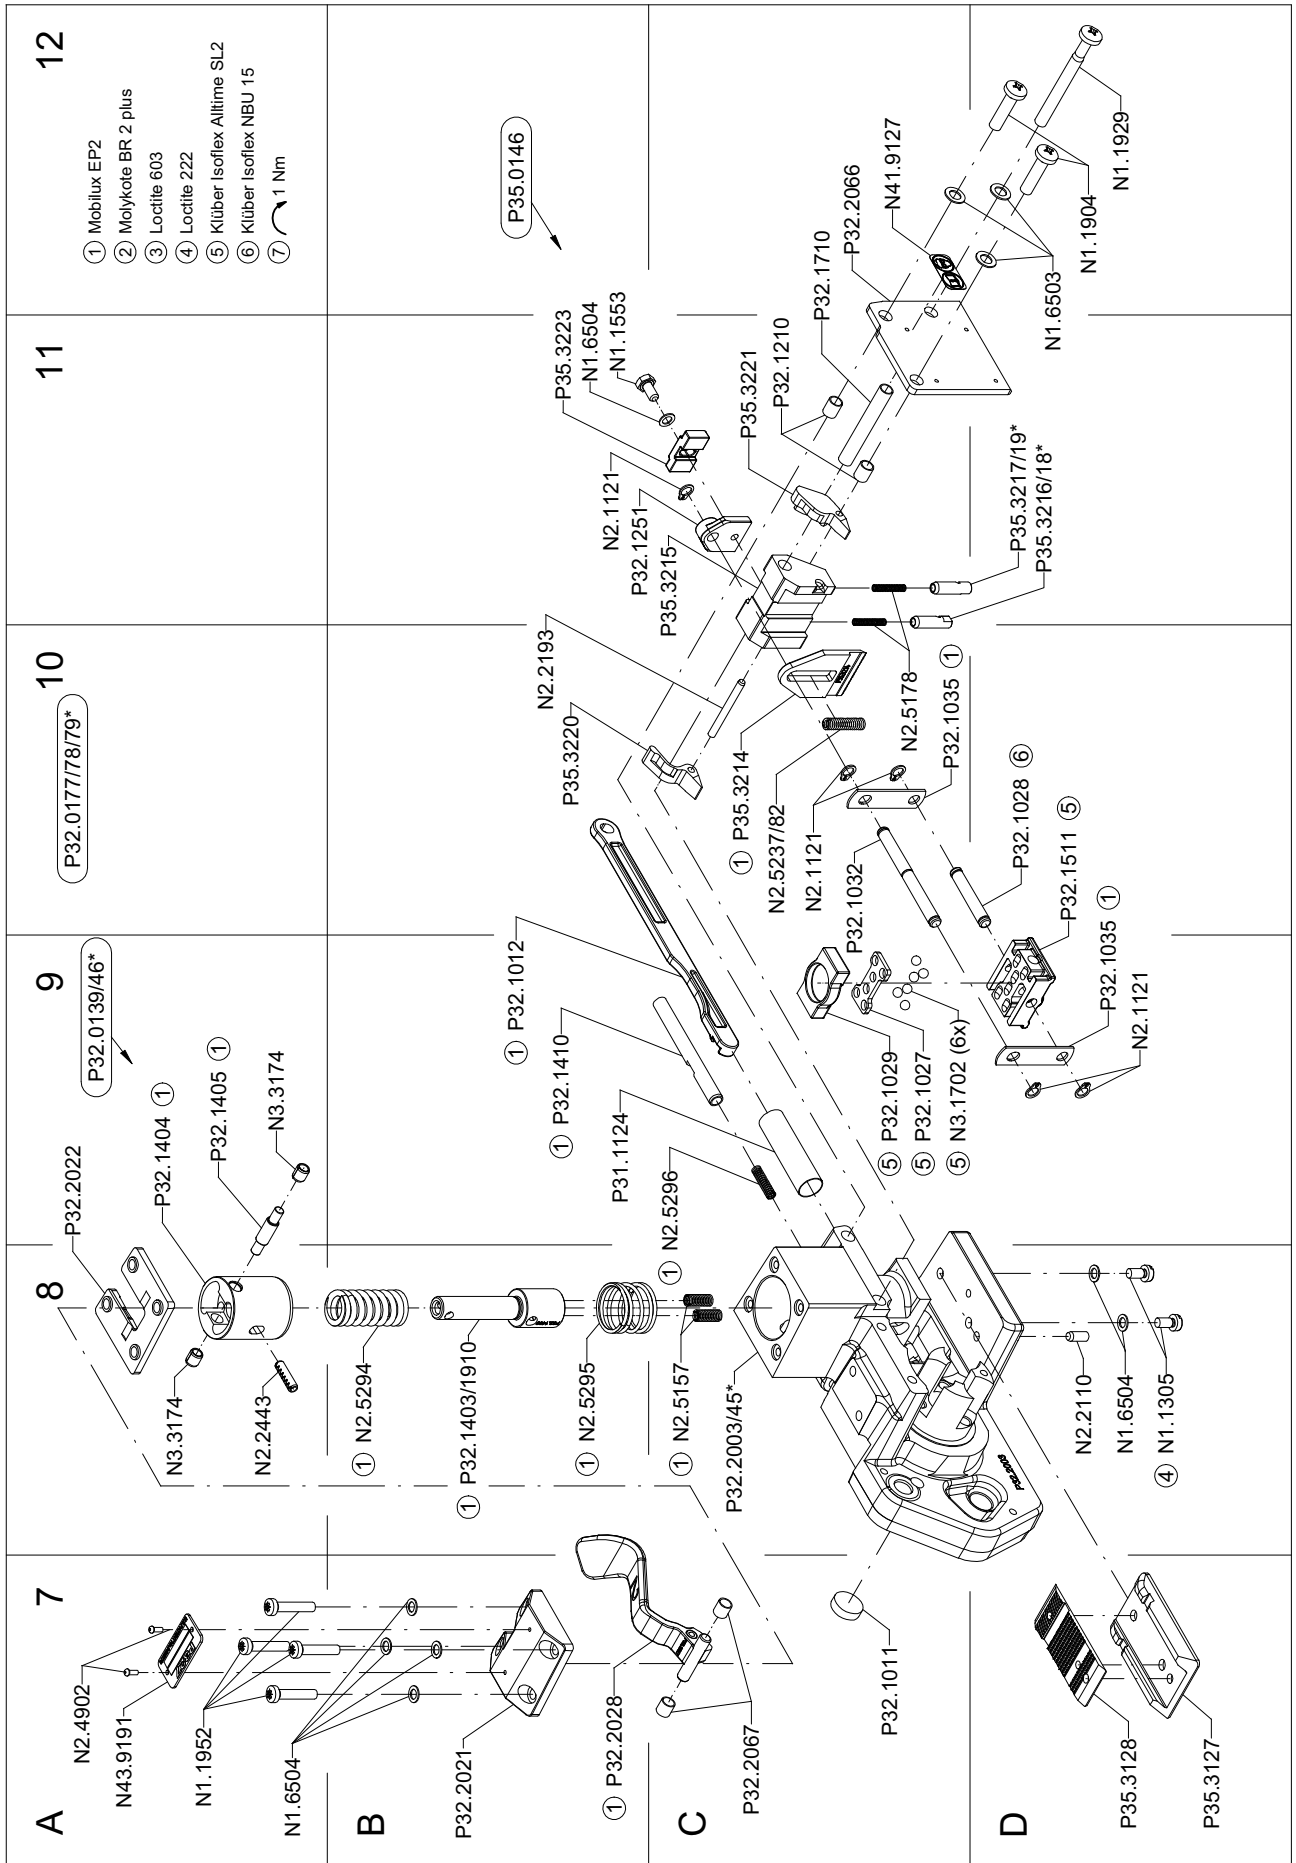 A
B
C
D
7
8
9
10
11
12
1 Mobilux EP2
2 Molykote BR 2 plus
3 Loctite 603
4 Loctite 222
5 Klüber Isoflex Alltime SL2
6 Klüber Isoflex NBU 15
7 1 Nm
P32.0177/78/79*
P32.0139/46*
P35.0146
N2.4902
N43.9191
N1.1952
N1.6504
P32.2021
1 P32.2028
P32.2067
P32.1011
P35.3128
P35.3127
P32.2022
P32.1404 1
P32.1405 1
N3.3174
N3.3174
N2.2443
1 N2.5294
1 P32.1403/1910
1 N2.5295
1 N2.5157
P32.2003/45*
P32.2003
N2.2110
N1.6504
4 N1.1305
1 P32.1012
1 P32.1410
P31.1124
1 N2.5296
5 P32.1029
5 P32.1027
5 N3.1702 (6x)
P32.1032
P32.1028 6
P32.1511 5
P32.1035 1
N2.1121
P35.3220
N2.2193
1 P35.3214
N2.5237/82
N2.1121
N2.5178
P32.1035 1
P35.3223
N1.6504
N1.1553
N2.1121
P32.1251
P35.3215
P35.3221
P32.1210
P32.1710
P32.2066
N41.9127
P35.3217/19*
P35.3216/18*
N1.6503
N1.1904
N1.1929